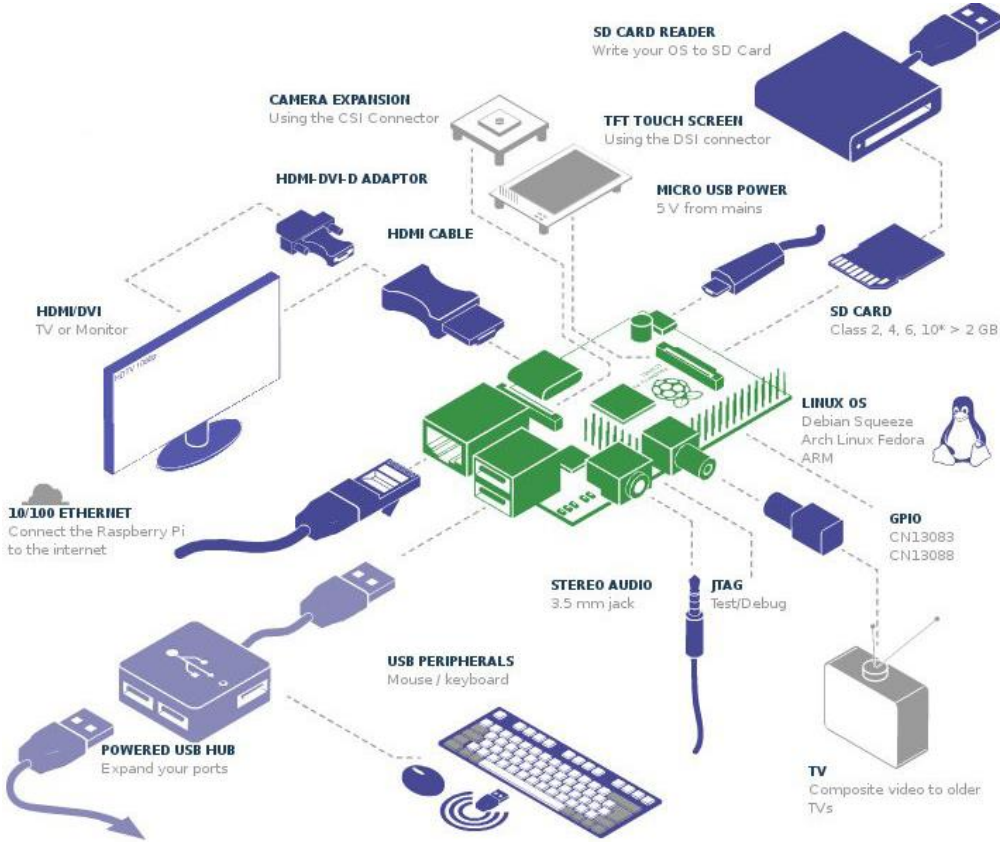 SD CARD READER
Write your OS to SD Card
CAMERA EXPANSION
Using the CSI Connector
TFT TOUCH SCREEN
Using the DSI connector
HDMI-DVI-D ADAPTOR
MICRO USB POWER
5 V from mains
HDMI CABLE
HDMI/DVI
TV or Monitor
SD CARD
Class 2, 4, 6, 10* > 2 GB
HDTV 1080p
LINUX OS
Debian Squeeze
Arch Linux Fedora
ARM
10/100 ETHERNET
Connect the Raspberry Pi
to the internet
GPIO
CN13083
CN13088
STEREO AUDIO
3.5 mm jack
JTAG
Test/Debug
USB PERIPHERALS
Mouse / keyboard
POWERED USB HUB
Expand your ports
TV
Composite video to older
TVs